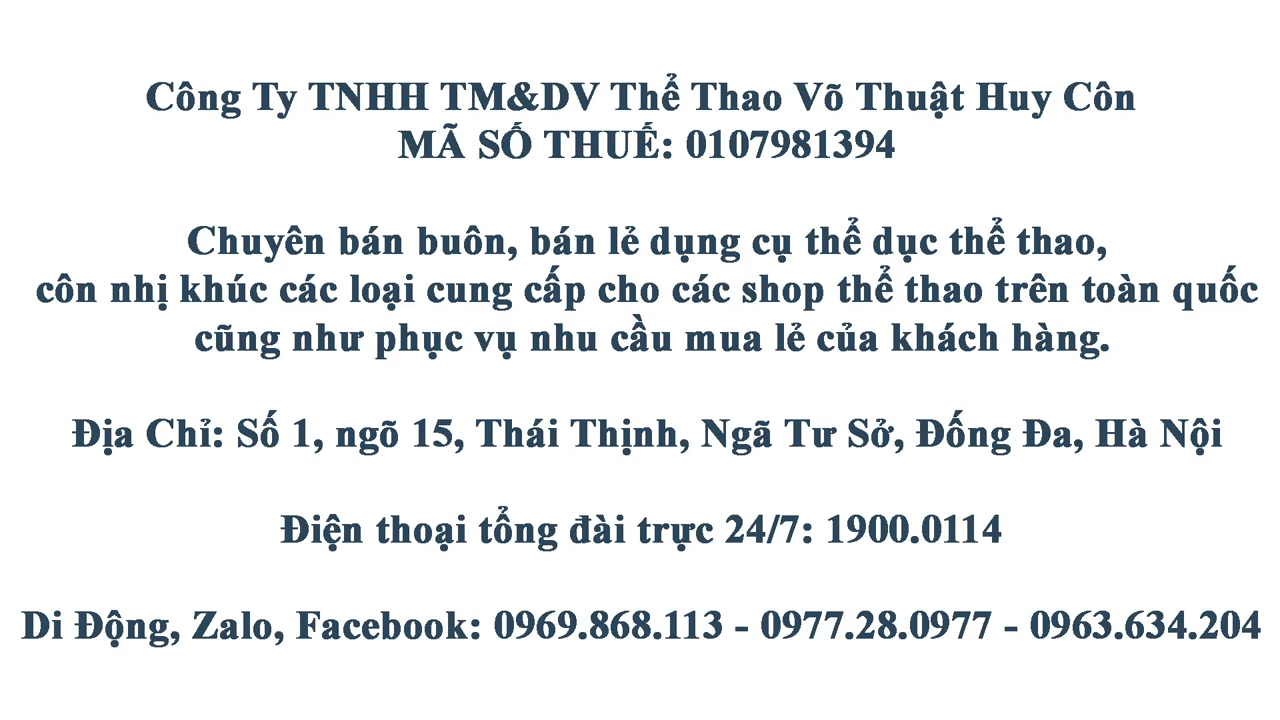 Công Ty TNHH TM&DV Thể Thao Võ Thuật Huy Côn
MÃ SỐ THUẾ: 0107981394
Chuyên bán buôn, bán lẻ dụng cụ thể dục thể thao,
côn nhị khúc các loại cung cấp cho các shop thể thao trên toàn quốc
cũng như phục vụ nhu cầu mua lẻ của khách hàng.
Địa Chỉ: Số 1, ngõ 15, Thái Thịnh, Ngã Tư Sở, Đống Đa, Hà Nội
Điện thoại tổng đài trực 24/7: 1900.0114
Di Động, Zalo, Facebook: 0969.868.113 - 0977.28.0977 - 0963.634.204